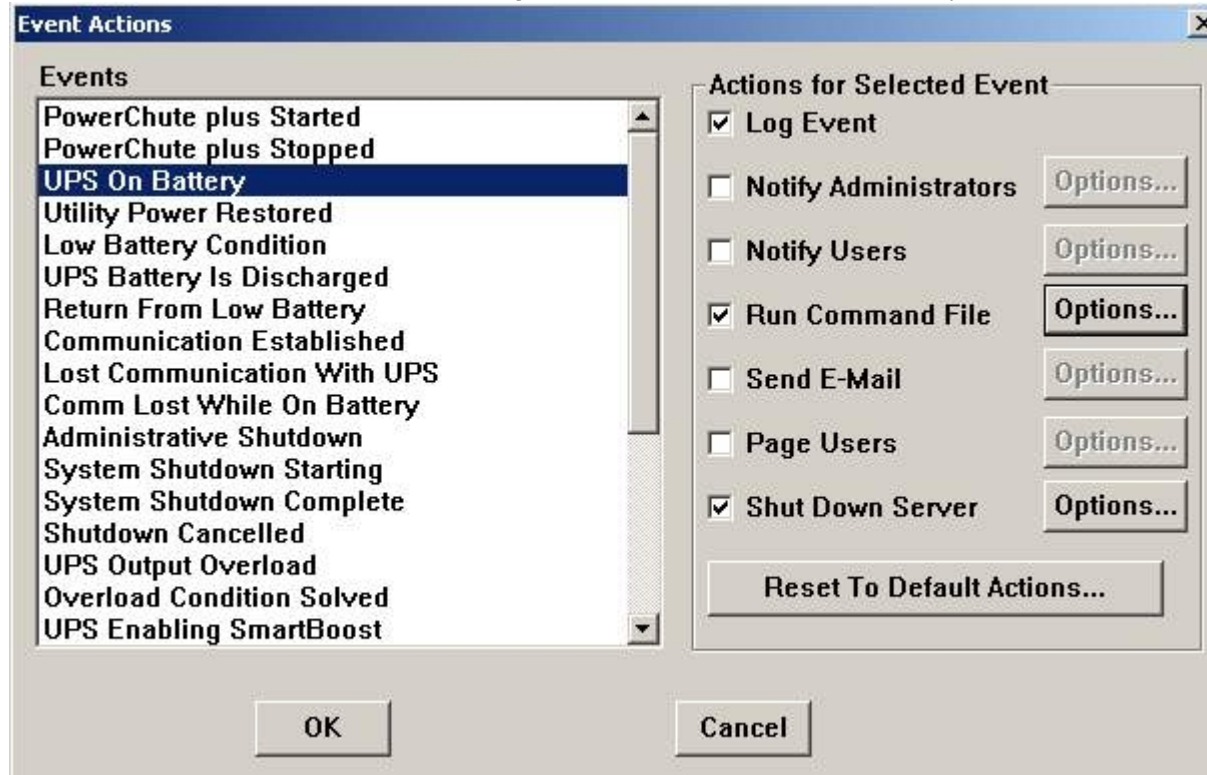 Event Actions
Events
PowerChute plus Started
PowerChute plus Stopped
UPS On Battery
Utility Power Restored
Low Battery Condition
UPS Battery Is Discharged
Return From Low Battery
Communication Established
Lost Communication With UPS
Comm Lost While On Battery
Administrative Shutdown
System Shutdown Starting
System Shutdown Complete
Shutdown Cancelled
UPS Output Overload
Overload Condition Solved
UPS Enabling SmartBoost
Actions for Selected Event
Log Event
Notify Administrators Options...
Notify Users Options...
Run Command File Options...
Send E-Mail Options...
Page Users Options...
Shut Down Server Options...
Reset To Default Actions...
OK Cancel